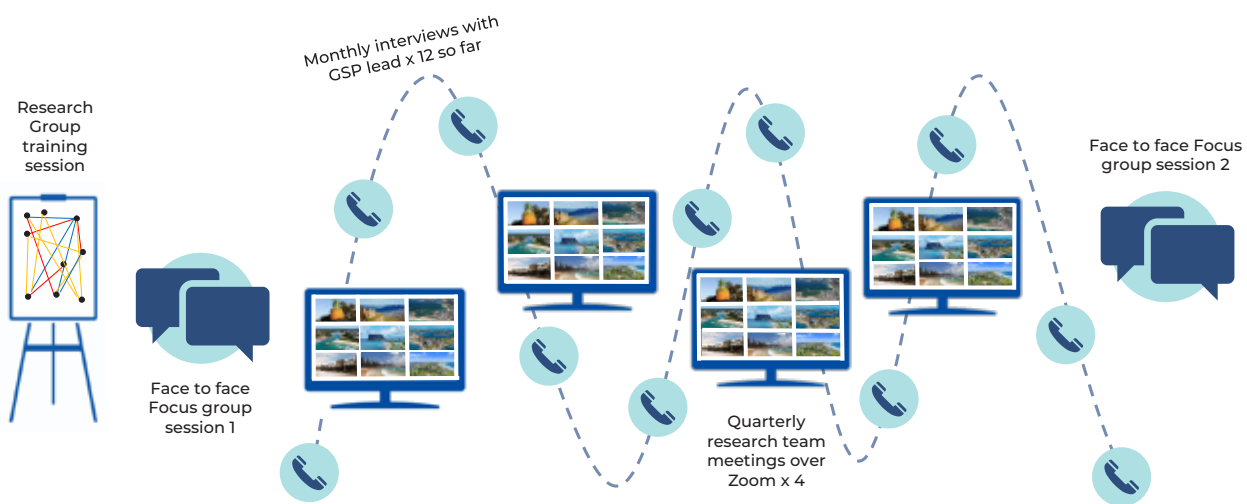 Monthly interviews with
GSP lead x 12 so far
Research
Group
training
session
Face to face Focus
group session 2
Face to face
Focus group
session 1
Quarterly
research team
meetings over
Zoom x 4